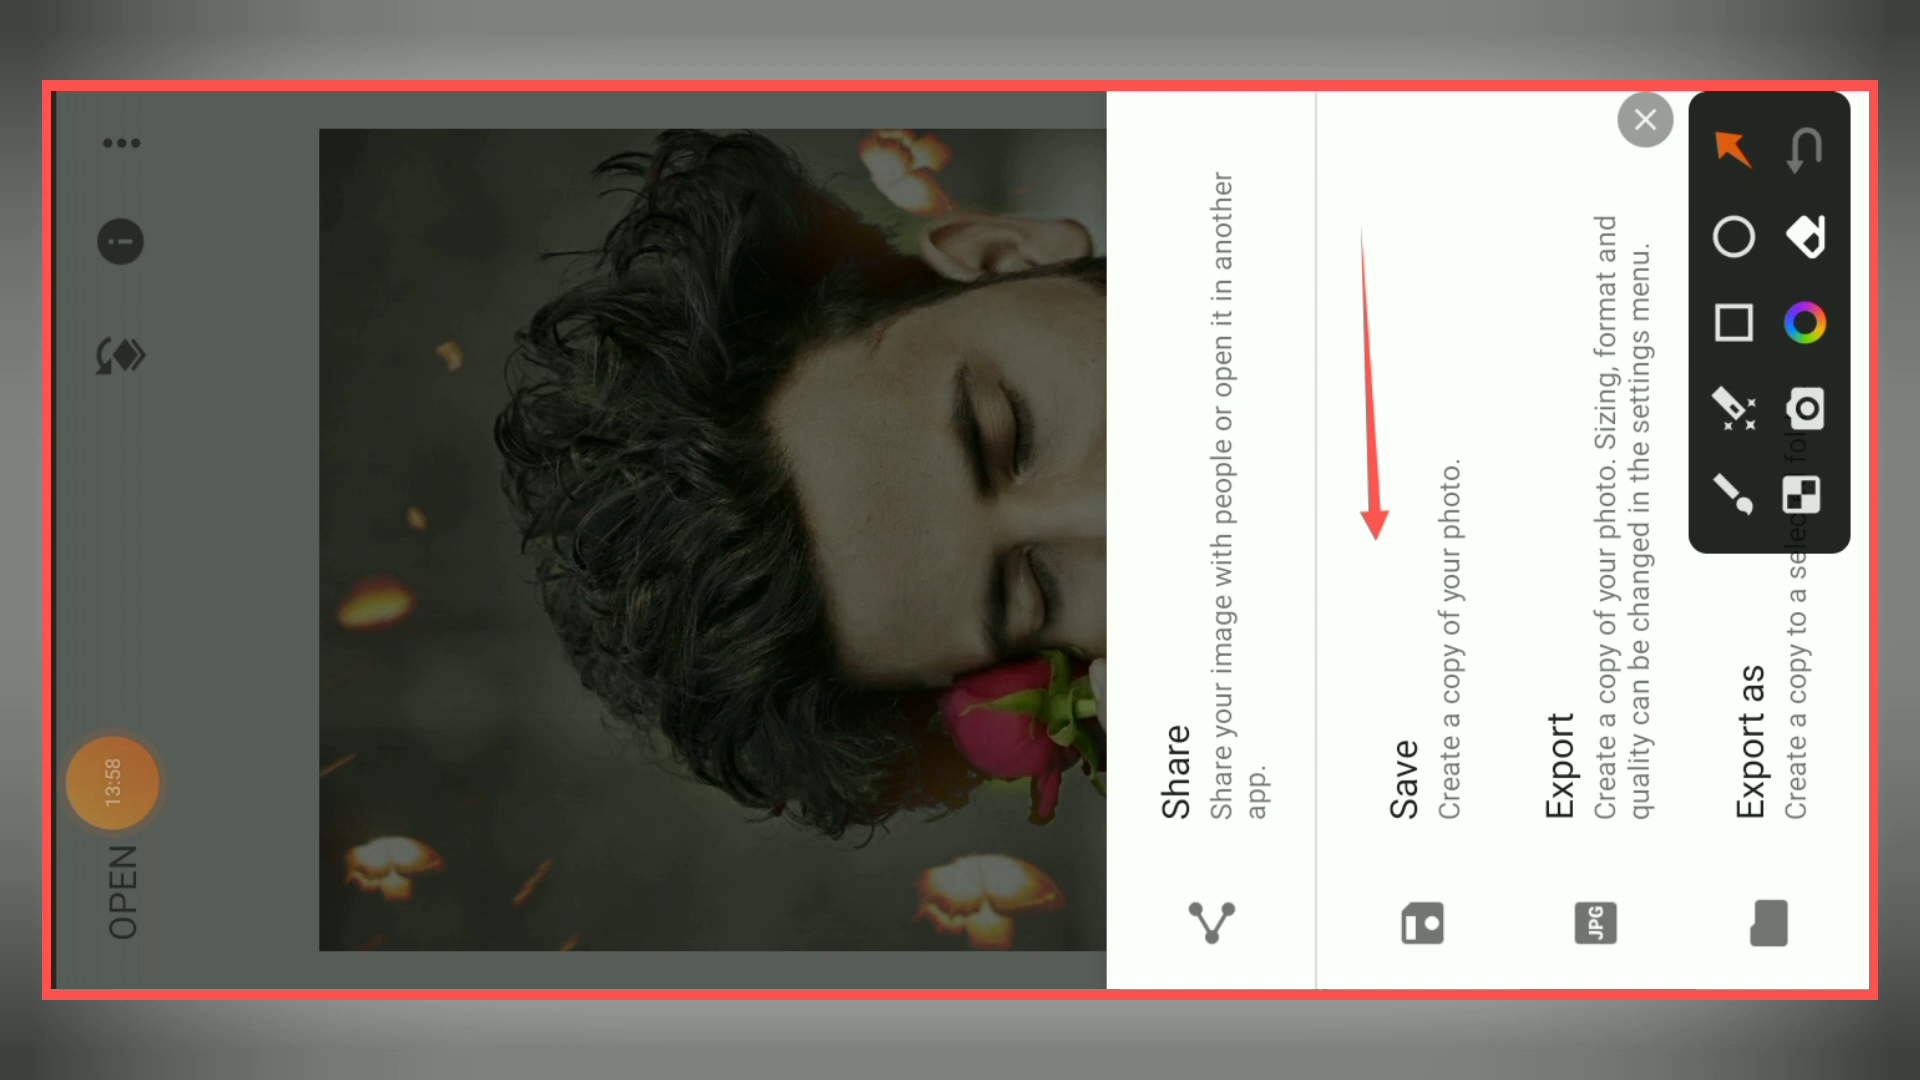 OPEN
13:58
Share
Share your image with people or open it in another
app.
Save
Create a copy of your photo.
JPG
Export
Create a copy of your photo. Sizing, format and
quality can be changed in the settings menu.
Export as
Create a copy to a select fol